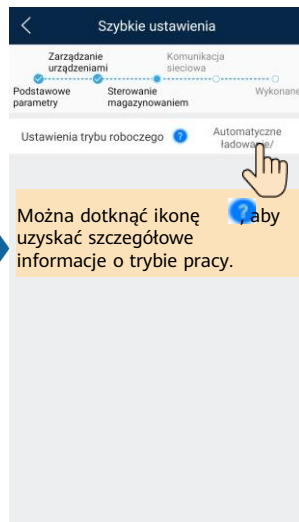 Szybkie ustawienia
Zarządzanie
urządzeniami
Komunikacja
sieciowa
Podstawowe
parametry
Sterowanie
magazynowaniem
Wykonane
Ustawienia trybu roboczego ?
Automatyczne
ładowanie/
Można dotknąć ikonę ?, aby
uzyskać szczegółowe
informacje o trybie pracy.